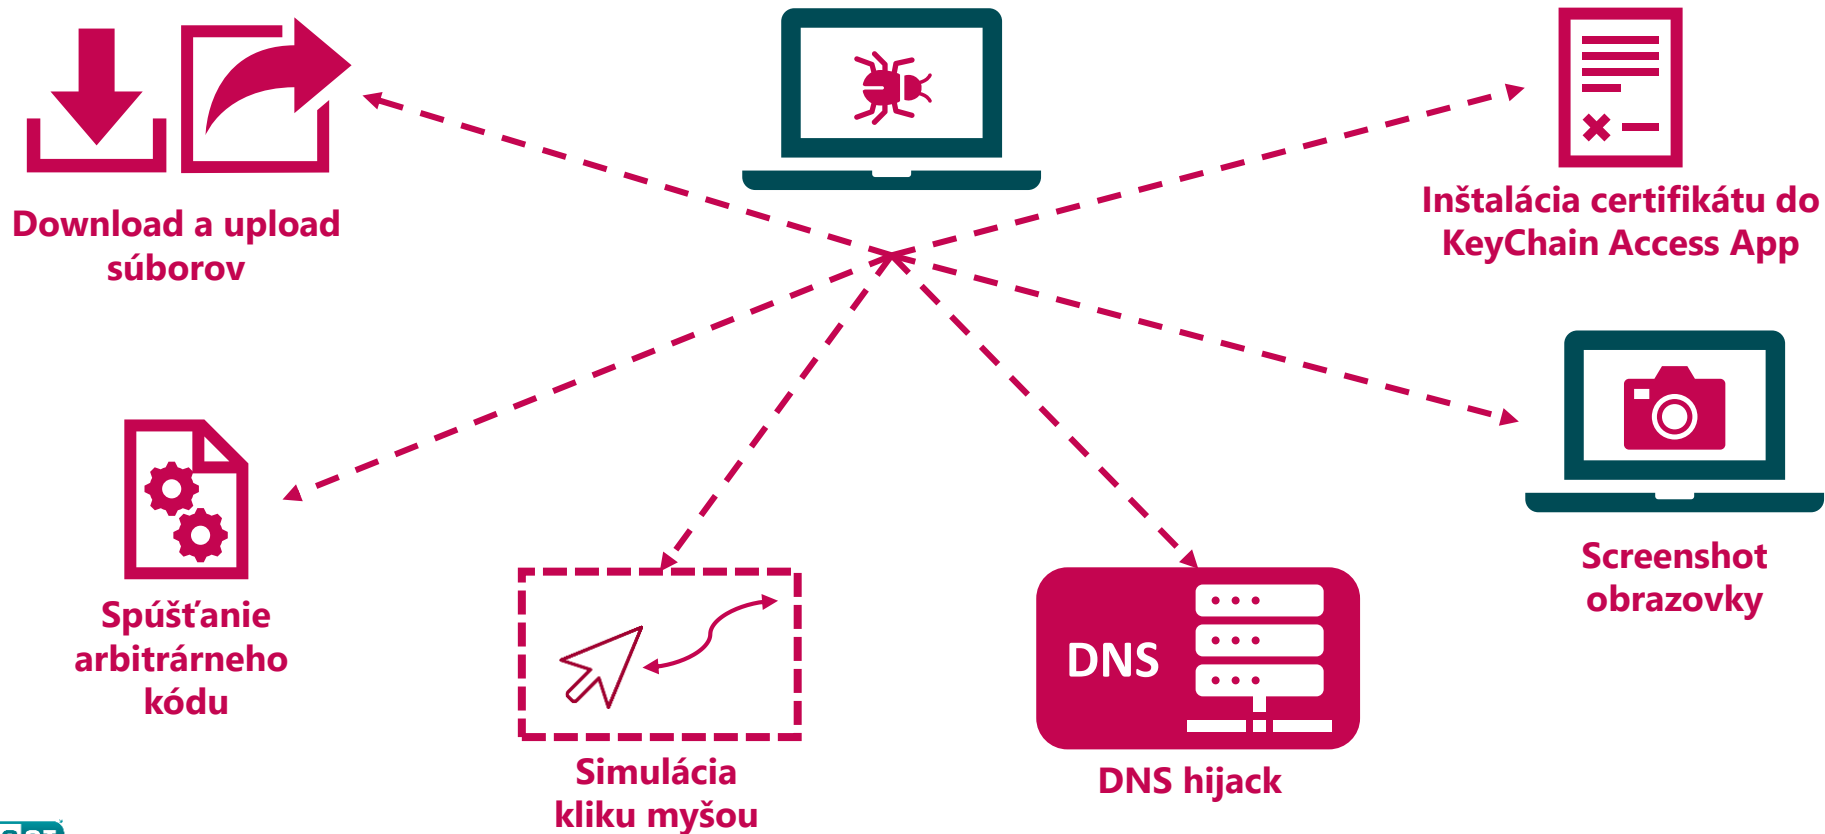 Download a upload
súborov
Inštalácia certifikátu do
KeyChain Access App
Spúšťanie
arbitrárneho
kódu
Simulácia
kliku myšou
DNS
DNS hijack
Screenshot
obrazovky